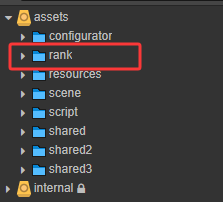 assets
configurator
rank
resources
scene
script
shared
shared2
shared3
internal